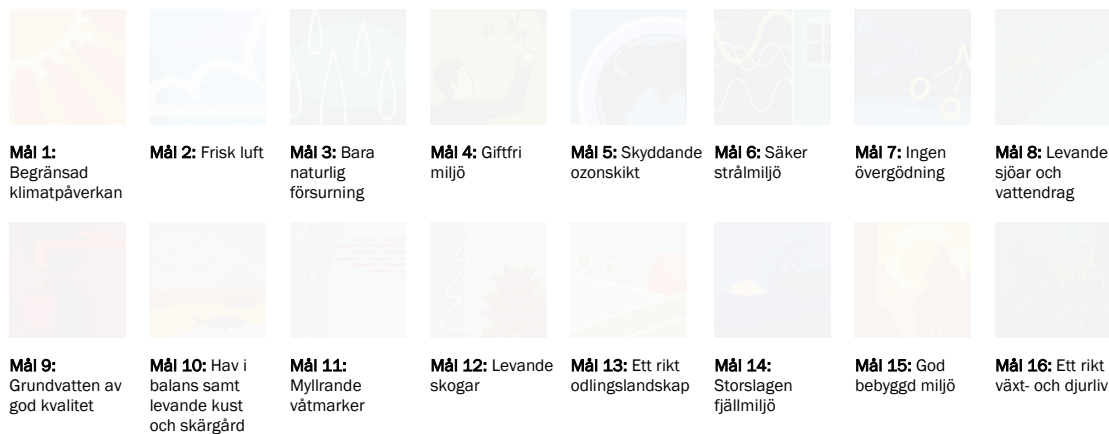 Mål 1:
Begränsad
klimatpåverkan
Mål 2: Frisk luft
Mål 3: Bara
naturlig
försurning
Mål 4: Giftfri
miljö
Mål 5: Skyddande
ozonskikt
Mål 6: Säker
strålmiljö
Mål 7: Ingen
övergödning
Mål 8: Levande
sjöar och
vattendrag
Mål 9:
Grundvatten av
god kvalitet
Mål 10: Hav i
balans samt
levande kust
och skärgård
Mål 11:
Myllrande
våtmarker
Mål 12: Levande
skogar
Mål 13: Ett rikt
odlingslandskap
Mål 14:
Storslagen
fjällmiljö
Mål 15: God
bebyggd miljö
Mål 16: Ett rikt
växt- och djurliv